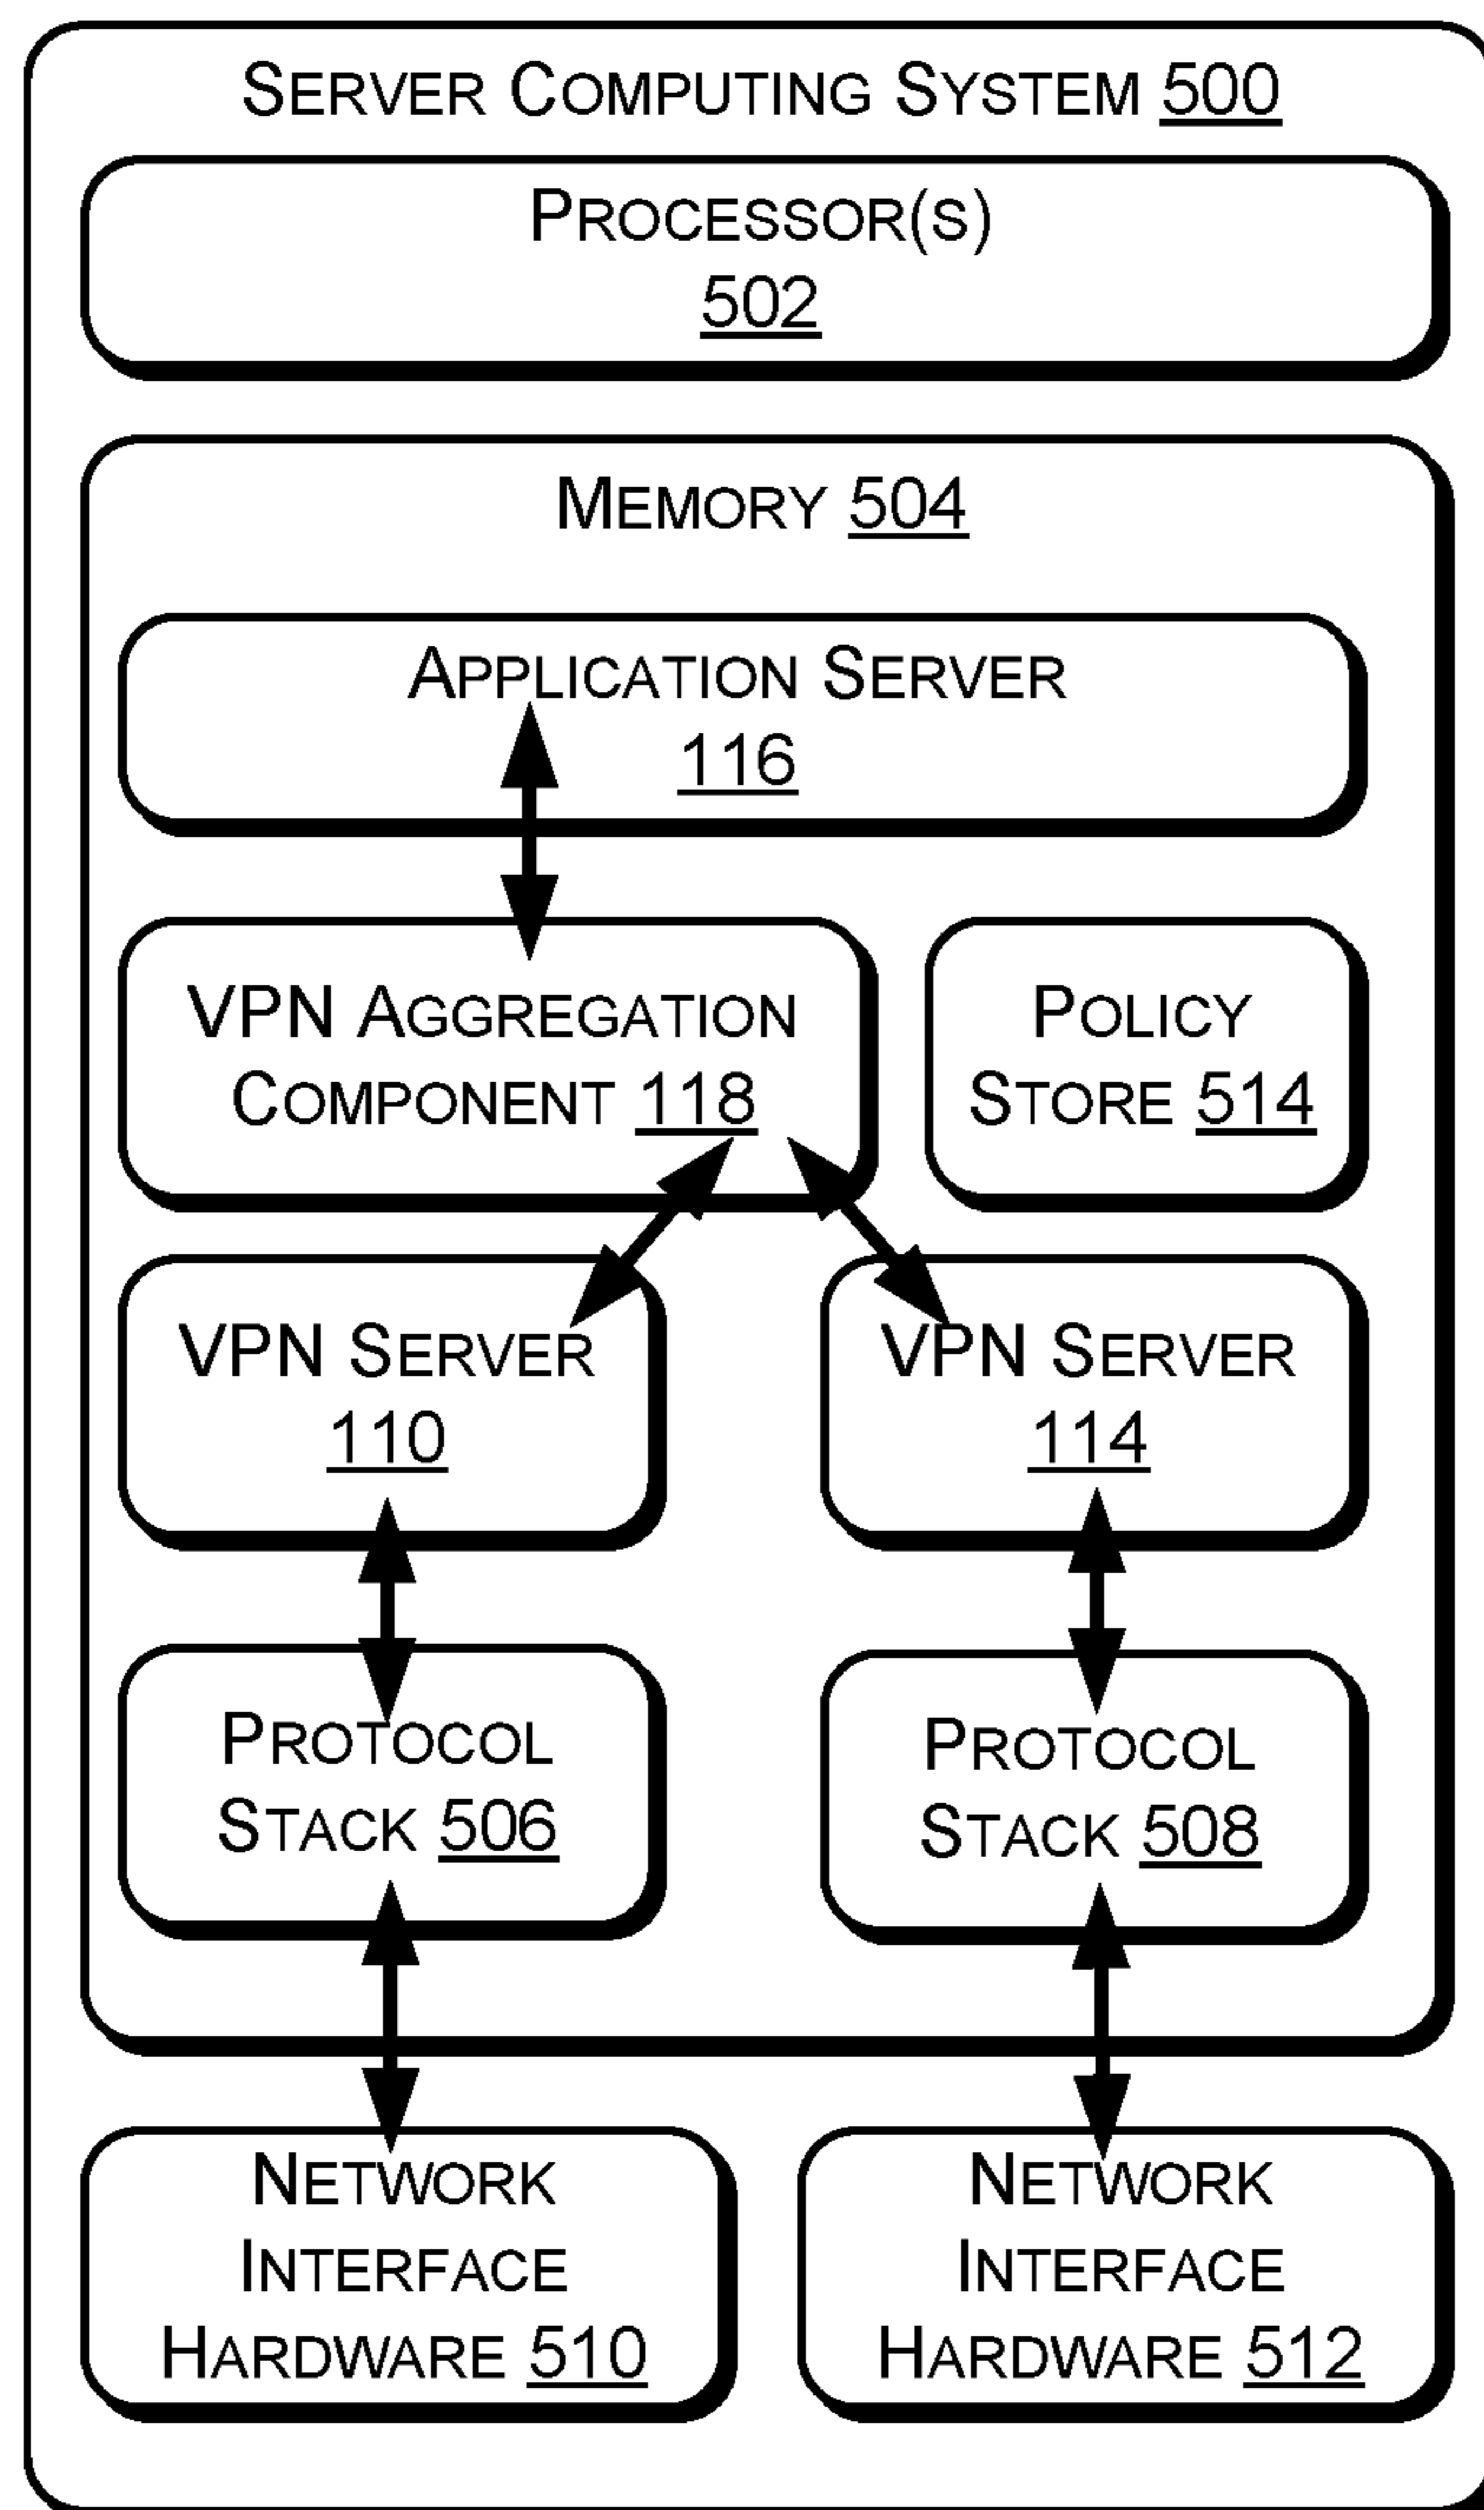 SERVER COMPUTING SYSTEM 500
PROCESSOR(S)
502
MEMORY 504
APPLICATION SERVER
116
VPN AGGREGATION
COMPONENT 118
POLICY
STORE 514
VPN SERVER
110
VPN SERVER
114
PROTOCOL
STACK 506
PROTOCOL
STACK 508
NETWORK
INTERFACE
HARDWARE 510
NETWORK
INTERFACE
HARDWARE 512